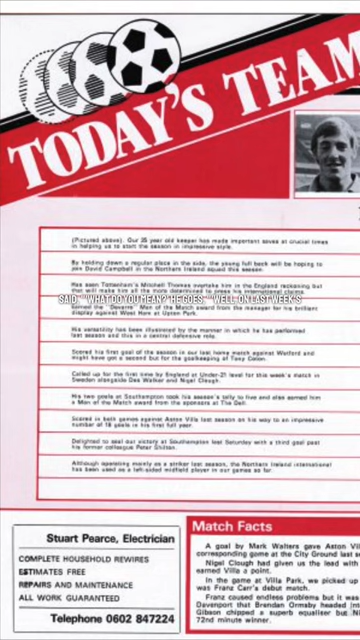 TODAY'S TEAM
(Pictured above). Our 35 year old keeper has made important saves at crucial times
in helping us to start the season in impressive style.
By holding down a regular place in the side, the young full back will be hoping to
join David Campbell in the Northern Ireland squad this season.
Has seen Tottenham's Mitchell Thomas overtake him in the England reckoning but
that will make him all the more determined to press his international claims.
SAID, "WHAT DO YOU MEAN?" HE GOES, "WELL, ON LAST WEEK'S
Man of the Match award from the manager for his brilliant
display against West Ham at Upton Park.
His versatility has been illustrated by the manner in which he has performed
last season and this in a central defensive role.
Scored his first goal of the season in our last home match against Watford and
might have got a second but for the goalkeeping of Tony Coton.
Called up for the first time by England at Under-21 level for this week's match in
Sweden alongside Des Walker and Nigel Clough.
His two goals at Southampton took his season's tally to five and also earned him
a Man of the Match award from the sponsors at The Dell.
Scored in both games against Aston Villa last season on his way to an impressive
number of 18 goals in his first full year.
Delighted to seal our victory at Southampton last Saturday with a third goal past
his former colleague Peter Shilton.
Although operating mainly as a striker last season, the Northern Ireland international
has been used as a left-sided midfield player in our games so far.
Stuart Pearce, Electrician
COMPLETE HOUSEHOLD REWIRES
ESTIMATES FREE
REPAIRS AND MAINTENANCE
ALL WORK GUARANTEED
Telephone 0602 847224
Match Facts
A goal by Mark Walters gave Aston Vil
corresponding game at the City Ground last se
Nigel Clough had given us the lead with
earned Villa a point.
In the game at Villa Park, we picked up
was Franz Carr's debut match.
Franz caused endless problems but it was
Davenport that Brendan Ormsby headed int
Gibson chipped a superb equaliser but Ni
72nd minute winner.